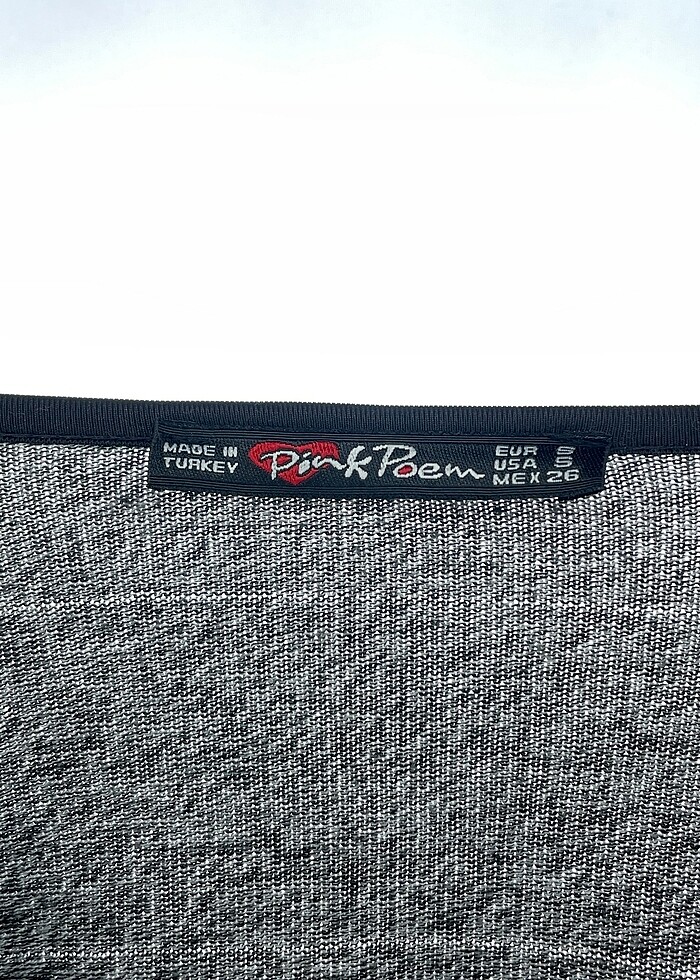 MADE IN
TURKEY
Pink Poem
EUR S
USA S
MEX 26